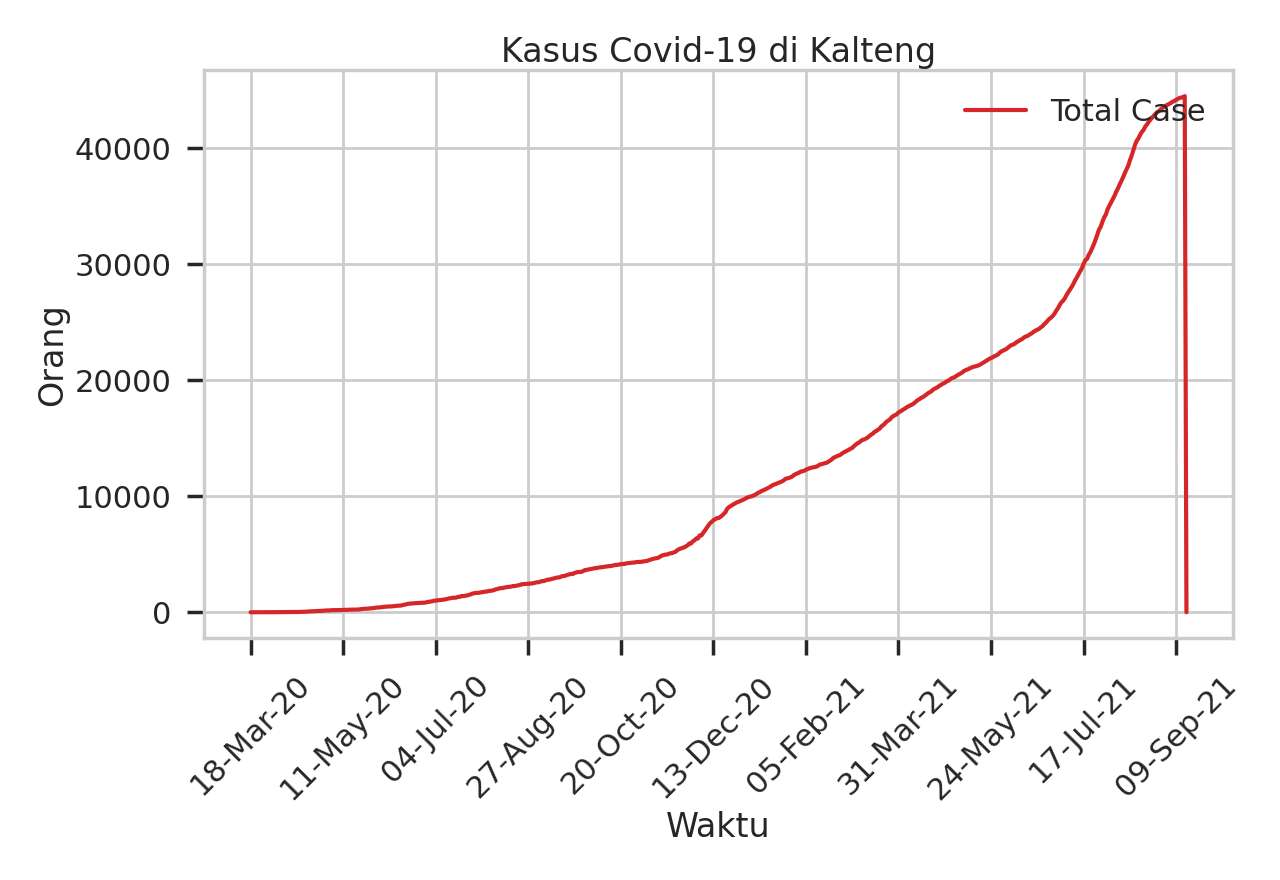 Kasus Covid-19 di Kalteng
Total Case
Orang
40000
30000
20000
10000
0
18-Mar-20
11-May-20
04-Jul-20
27-Aug-20
20-Oct-20
13-Dec-20
05-Feb-21
31-Mar-21
24-May-21
17-Jul-21
09-Sep-21
Waktu